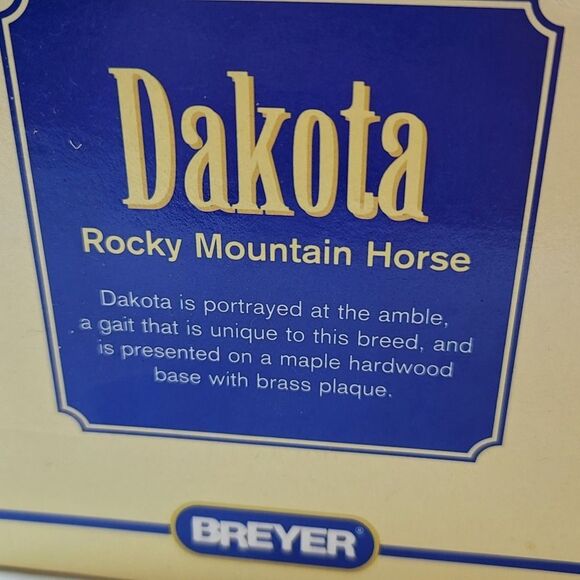 Dakota
Rocky Mountain Horse
Dakota is portrayed at the amble,
a gait that is unique to this breed, and
is presented on a maple hardwood
base with brass plaque.
BREYER®